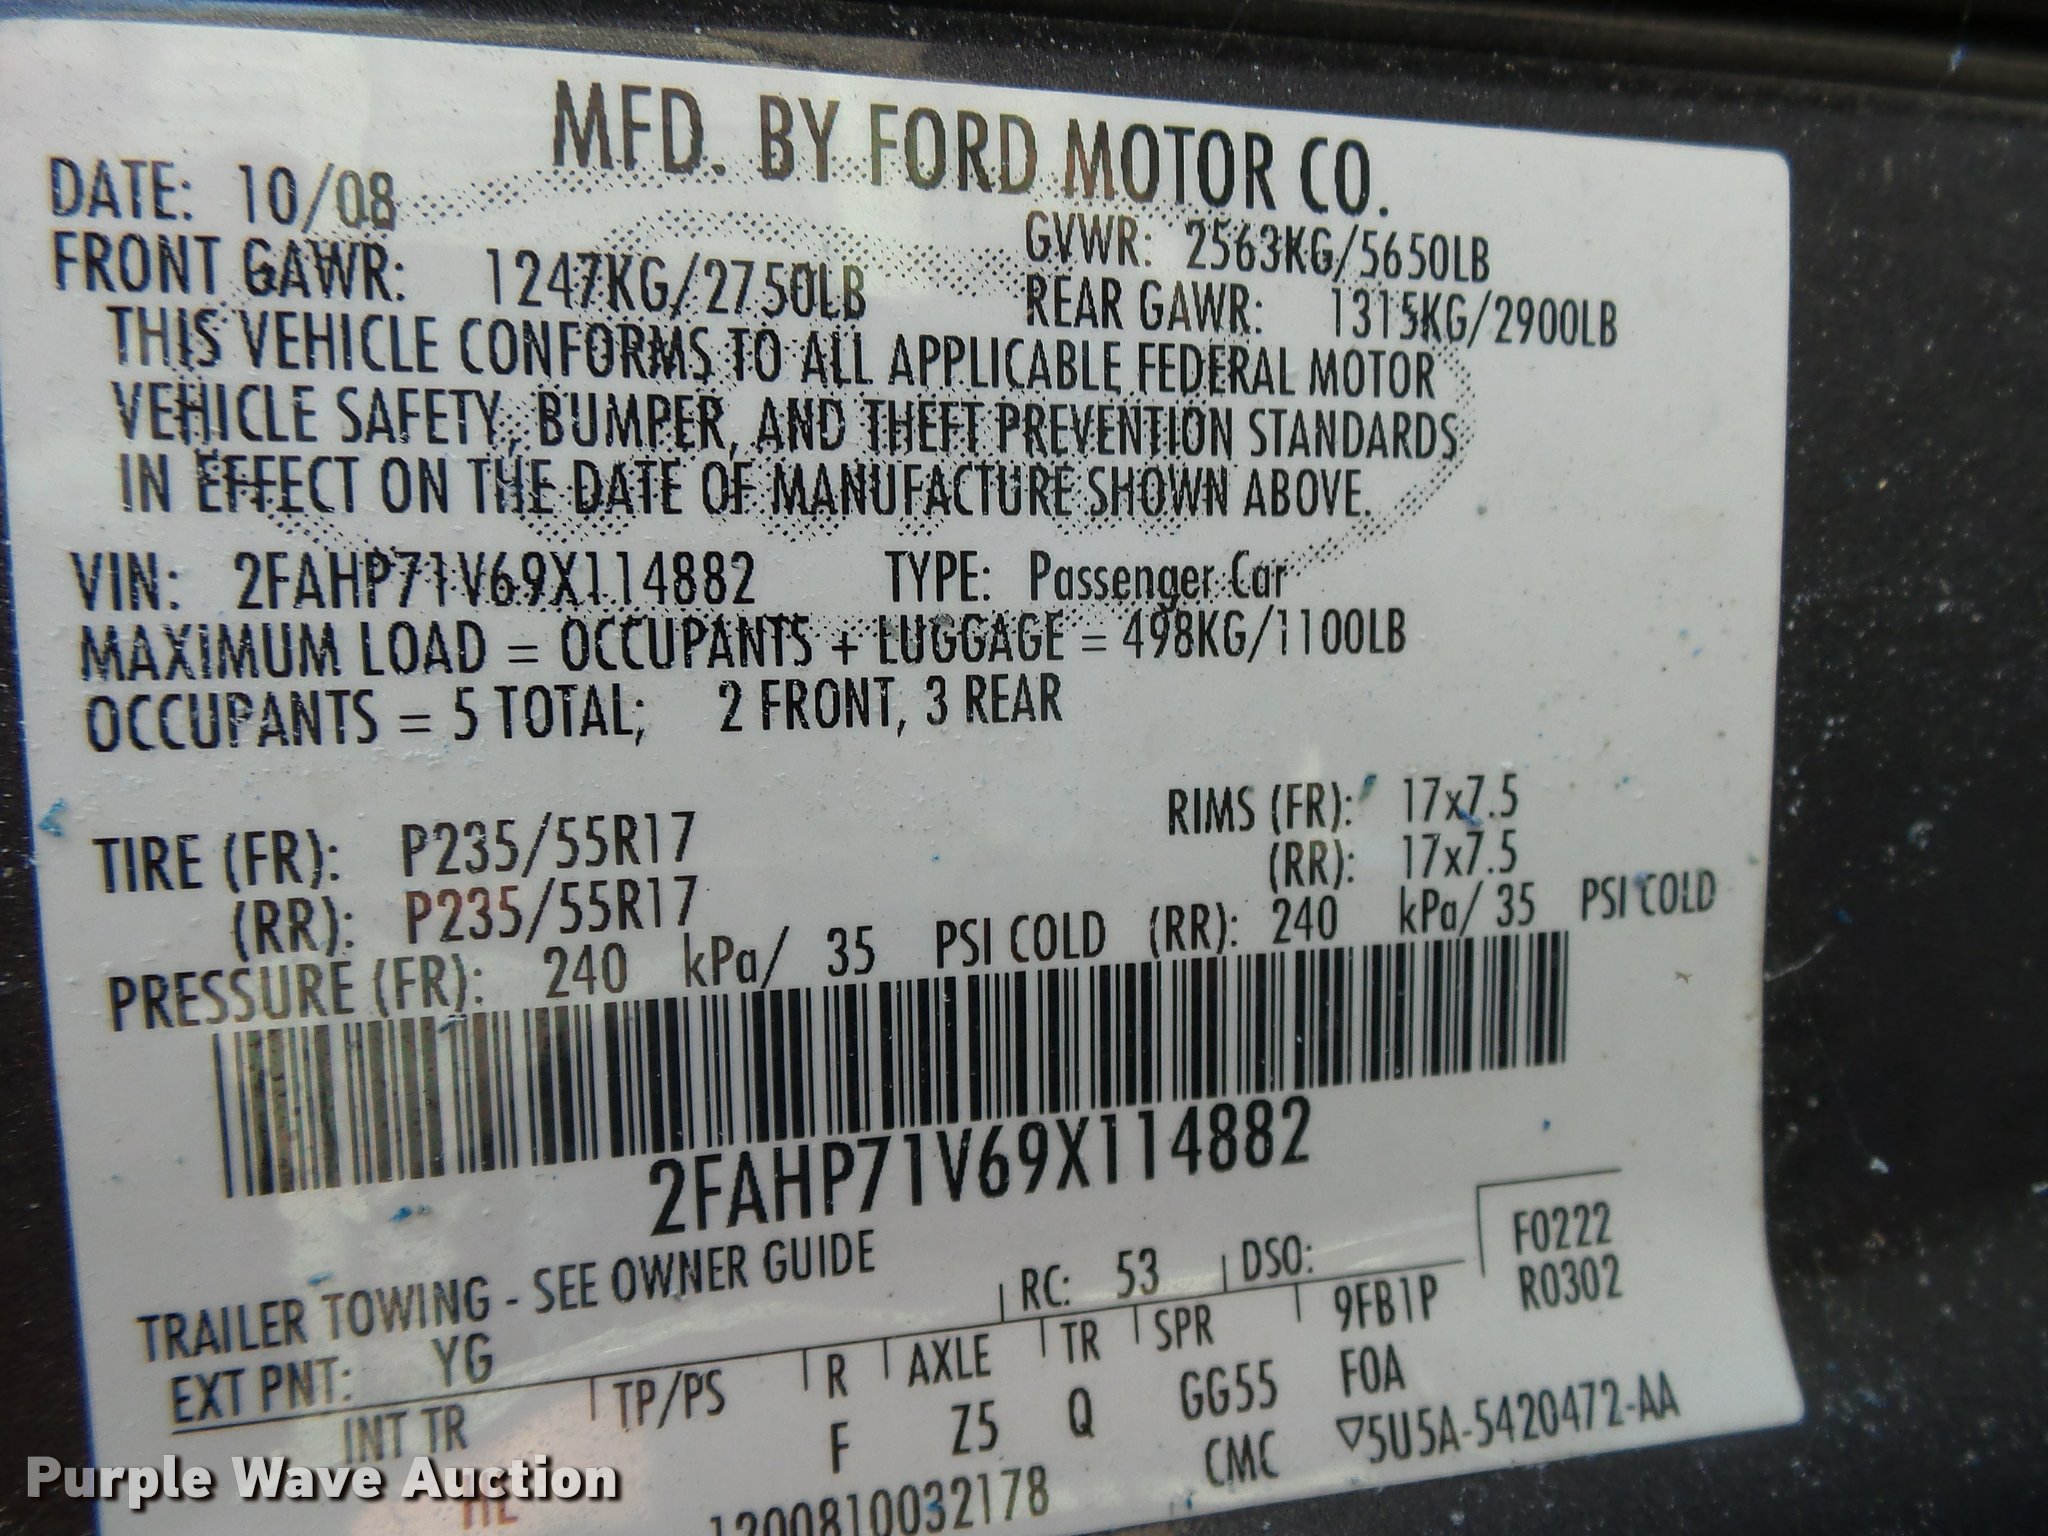 MFD. BY FORD MOTOR CO.
DATE: 10/08
GVWR: 2563KG/5650LB
FRONT GAWR: 1247KG/2750LB
REAR GAWR: 1315KG/2900LB
THIS VEHICLE CONFORMS TO ALL APPLICABLE FEDERAL MOTOR
VEHICLE SAFETY, BUMPER, AND THEFT PREVENTION STANDARDS
IN EFFECT ON THE DATE OF MANUFACTURE SHOWN ABOVE.
VIN: 2FAHP71V69X114882 TYPE: Passenger Car
MAXIMUM LOAD = OCCUPANTS + LUGGAGE = 498KG/1100LB
OCCUPANTS = 5 TOTAL; 2 FRONT, 3 REAR
TIRE (FR): P235/55R17 RIMS (FR): 17x7.5
(RR): P235/55R17 (RR): 17x7.5
PRESSURE (FR): 240 kPa/ 35 PSI COLD (RR): 240 kPa/ 35 PSI COLD
2FAHP71V69X114882
TRAILER TOWING - SEE OWNER GUIDE
F0222
R0302
EXT PNT: YG RC: 53 DSO:
INT TR TP/PS R AXLE TR SPR 9FB1P
F Z5 Q GG55 F0A
1200810032178 CMC ▽5U5A-5420472-AA
Purple Wave Auction